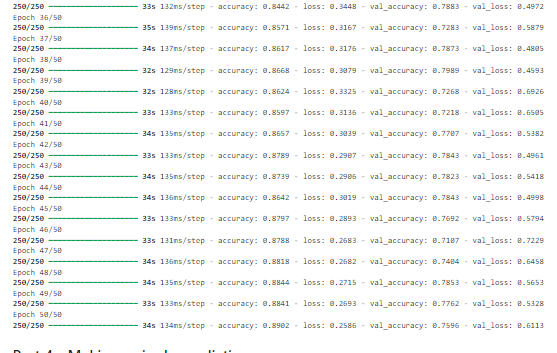 250/250 ━━━━━━━━━━━━━━━━━━━━ 33s 132ms/step - accuracy: 0.8442 - loss: 0.3448 - val_accuracy: 0.7883 - val_loss: 0.4972
Epoch 36/50
250/250 ━━━━━━━━━━━━━━━━━━━━ 35s 139ms/step - accuracy: 0.8571 - loss: 0.3167 - val_accuracy: 0.7283 - val_loss: 0.5879
Epoch 37/50
250/250 ━━━━━━━━━━━━━━━━━━━━ 34s 137ms/step - accuracy: 0.8617 - loss: 0.3176 - val_accuracy: 0.7873 - val_loss: 0.4805
Epoch 38/50
250/250 ━━━━━━━━━━━━━━━━━━━━ 32s 129ms/step - accuracy: 0.8668 - loss: 0.3079 - val_accuracy: 0.7989 - val_loss: 0.4593
Epoch 39/50
250/250 ━━━━━━━━━━━━━━━━━━━━ 32s 128ms/step - accuracy: 0.8624 - loss: 0.3325 - val_accuracy: 0.7268 - val_loss: 0.6926
Epoch 40/50
250/250 ━━━━━━━━━━━━━━━━━━━━ 33s 133ms/step - accuracy: 0.8597 - loss: 0.3136 - val_accuracy: 0.7218 - val_loss: 0.6505
Epoch 41/50
250/250 ━━━━━━━━━━━━━━━━━━━━ 34s 135ms/step - accuracy: 0.8657 - loss: 0.3039 - val_accuracy: 0.7707 - val_loss: 0.5382
Epoch 42/50
250/250 ━━━━━━━━━━━━━━━━━━━━ 33s 133ms/step - accuracy: 0.8789 - loss: 0.2907 - val_accuracy: 0.7843 - val_loss: 0.4961
Epoch 43/50
250/250 ━━━━━━━━━━━━━━━━━━━━ 34s 135ms/step - accuracy: 0.8739 - loss: 0.2906 - val_accuracy: 0.7823 - val_loss: 0.5418
Epoch 44/50
250/250 ━━━━━━━━━━━━━━━━━━━━ 34s 136ms/step - accuracy: 0.8642 - loss: 0.3019 - val_accuracy: 0.7843 - val_loss: 0.4998
Epoch 45/50
250/250 ━━━━━━━━━━━━━━━━━━━━ 33s 133ms/step - accuracy: 0.8797 - loss: 0.2893 - val_accuracy: 0.7692 - val_loss: 0.5794
Epoch 46/50
250/250 ━━━━━━━━━━━━━━━━━━━━ 33s 131ms/step - accuracy: 0.8788 - loss: 0.2683 - val_accuracy: 0.7107 - val_loss: 0.7229
Epoch 47/50
250/250 ━━━━━━━━━━━━━━━━━━━━ 34s 136ms/step - accuracy: 0.8818 - loss: 0.2682 - val_accuracy: 0.7404 - val_loss: 0.6458
Epoch 48/50
250/250 ━━━━━━━━━━━━━━━━━━━━ 34s 135ms/step - accuracy: 0.8844 - loss: 0.2715 - val_accuracy: 0.7853 - val_loss: 0.5653
Epoch 49/50
250/250 ━━━━━━━━━━━━━━━━━━━━ 33s 133ms/step - accuracy: 0.8841 - loss: 0.2693 - val_accuracy: 0.7762 - val_loss: 0.5328
Epoch 50/50
250/250 ━━━━━━━━━━━━━━━━━━━━ 34s 134ms/step - accuracy: 0.8902 - loss: 0.2586 - val_accuracy: 0.7596 - val_loss: 0.6113